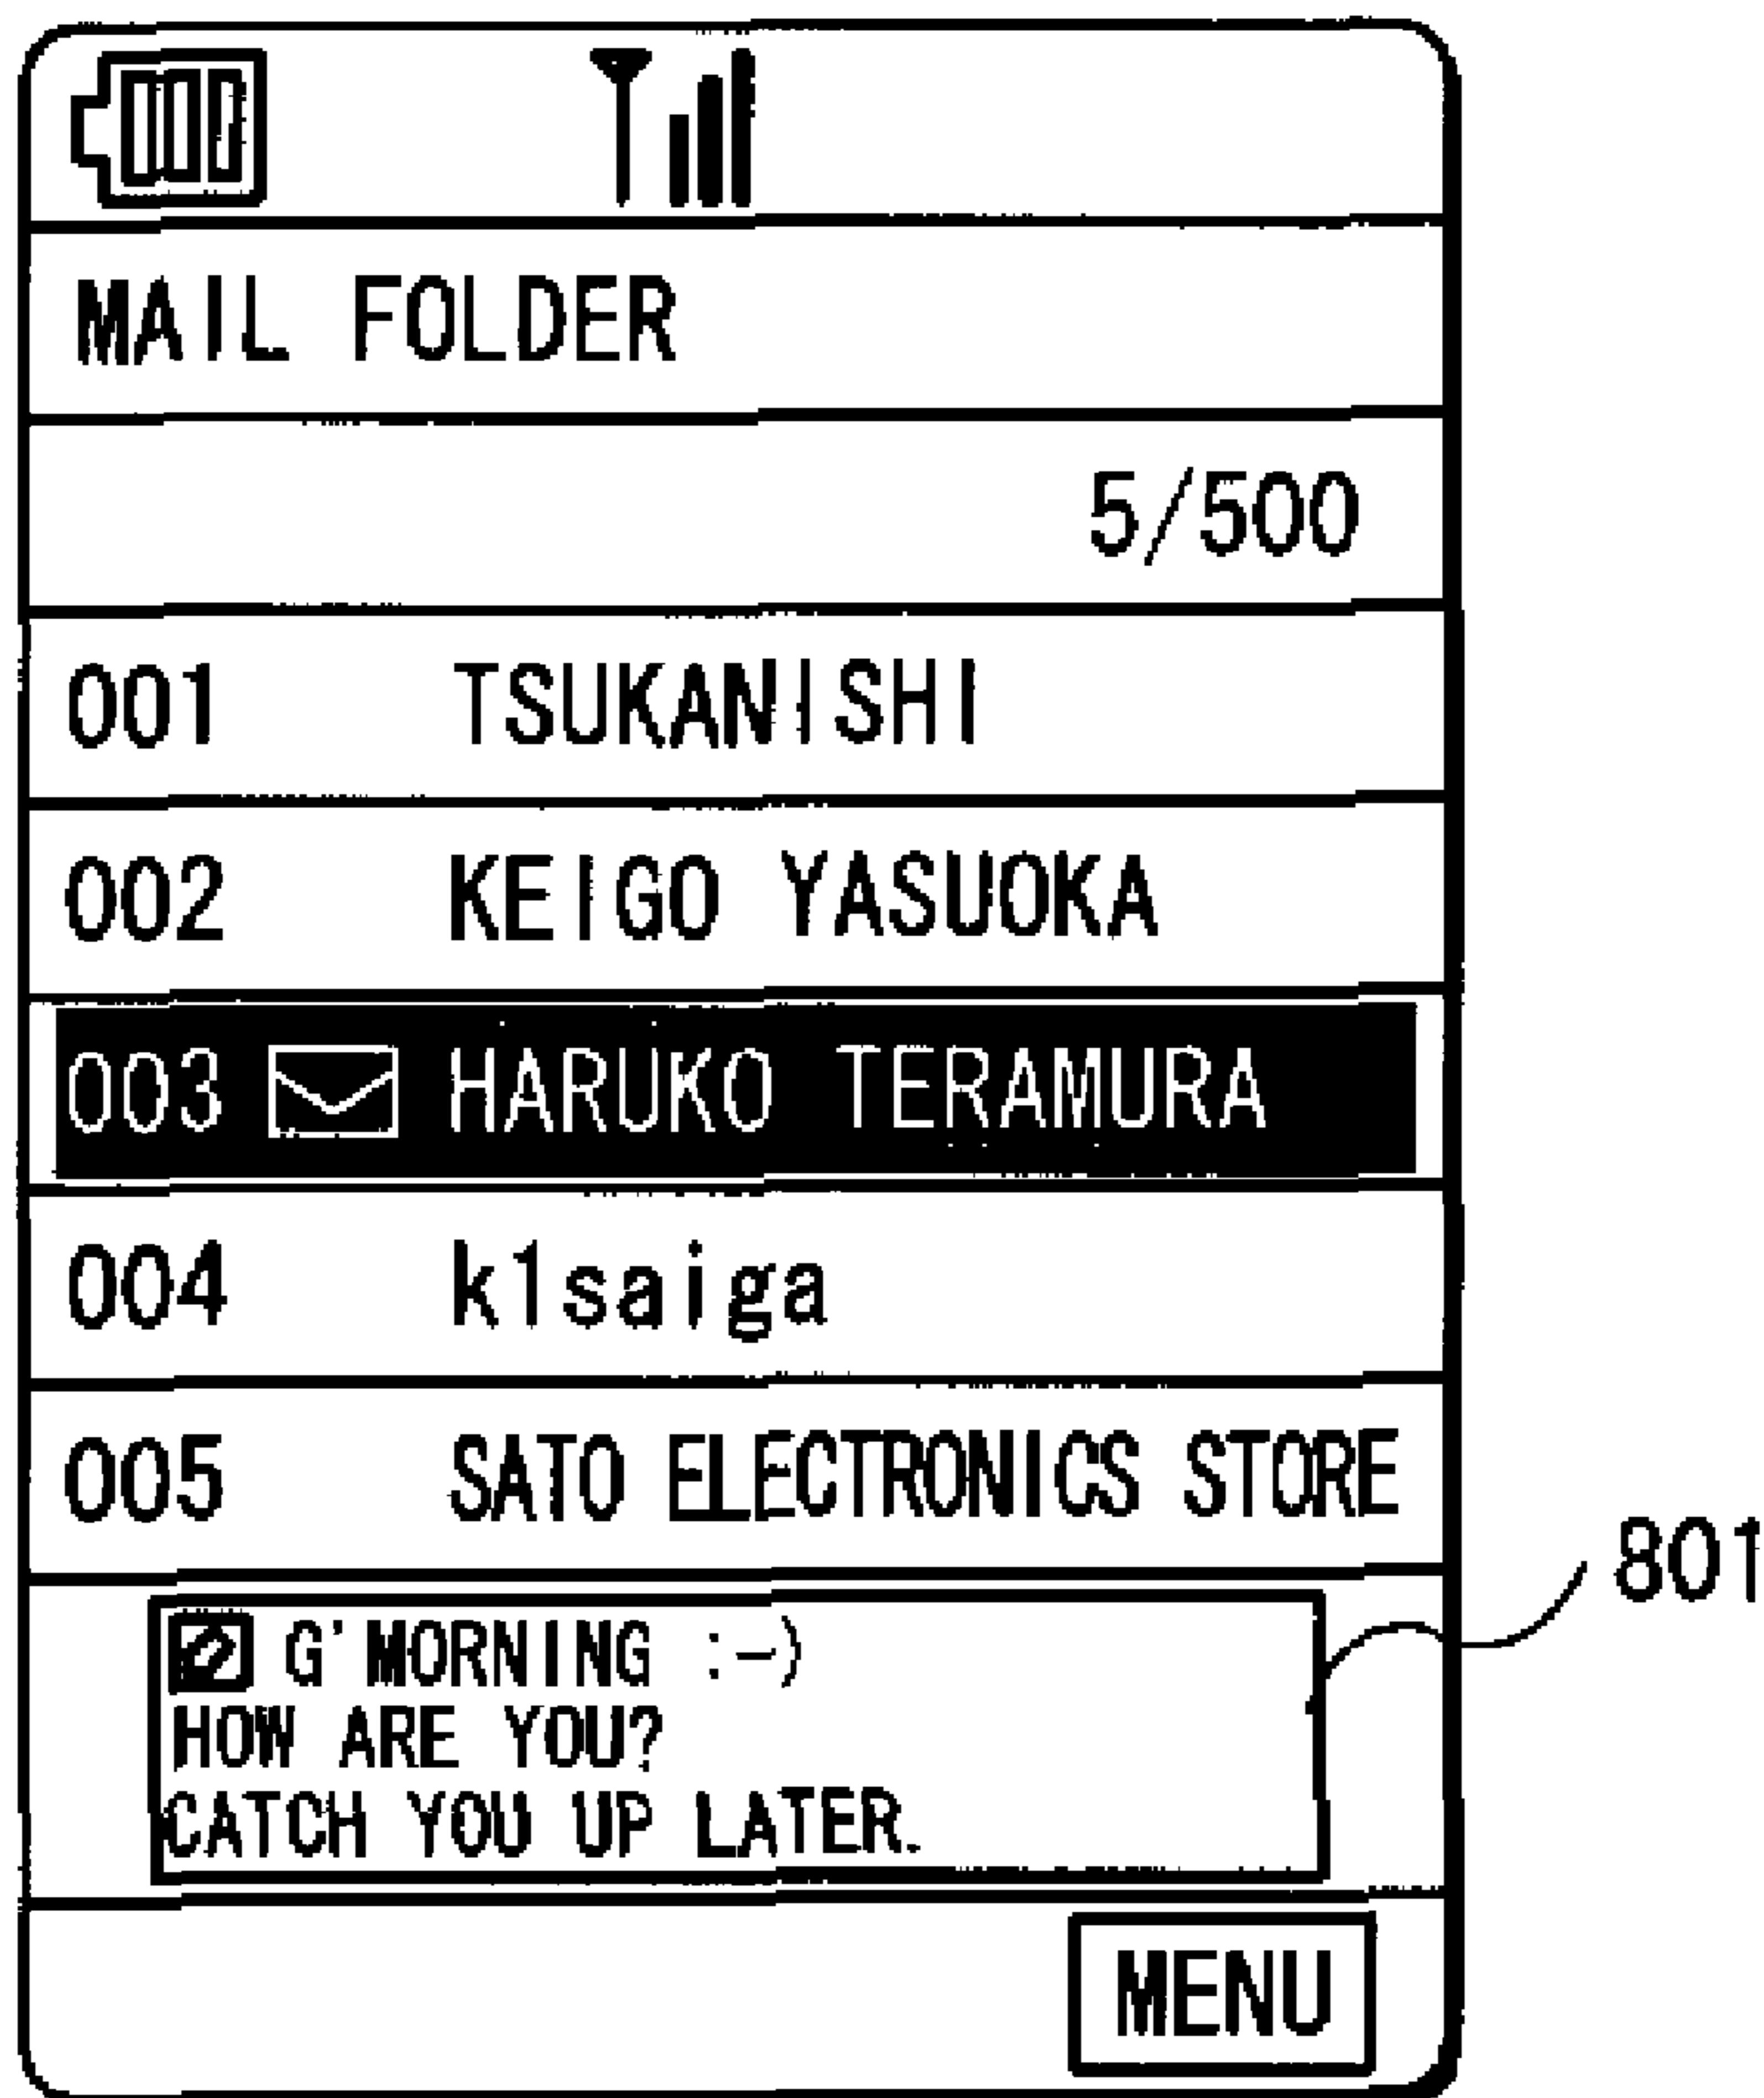 MAIL FOLDER
5/500
001 TSUKANISHI
002 KEIGO YASUOKA
003 HARUKO TERAMURA
004 k1saiga
005 SATO ELECTRONICS STORE
G'MORNING :-)
HOW ARE YOU?
CATCH YOU UP LATER.
801
MENU